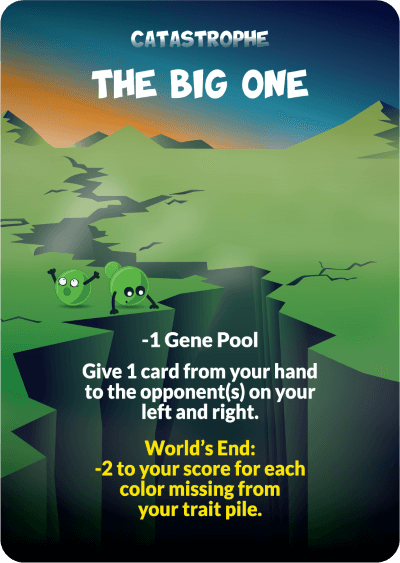 CATASTROPHE
THE BIG ONE
-1 Gene Pool
Give 1 card from your hand
to the opponent(s) on your
left and right.
World's End:
-2 to your score for each
color missing from
your trait pile.